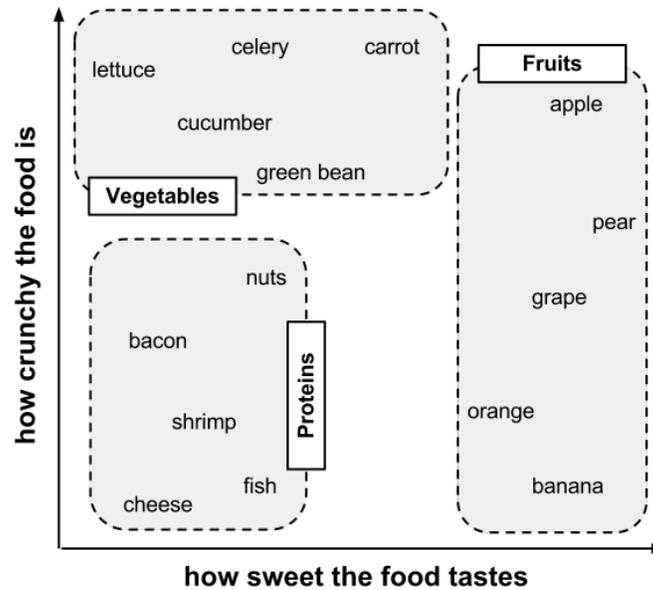 celery
carrot
lettuce
cucumber
green bean
Vegetables
Fruits
apple
pear
grape
orange
banana
nuts
bacon
shrimp
fish
cheese
Proteins
how crunchy the food is
how sweet the food tastes